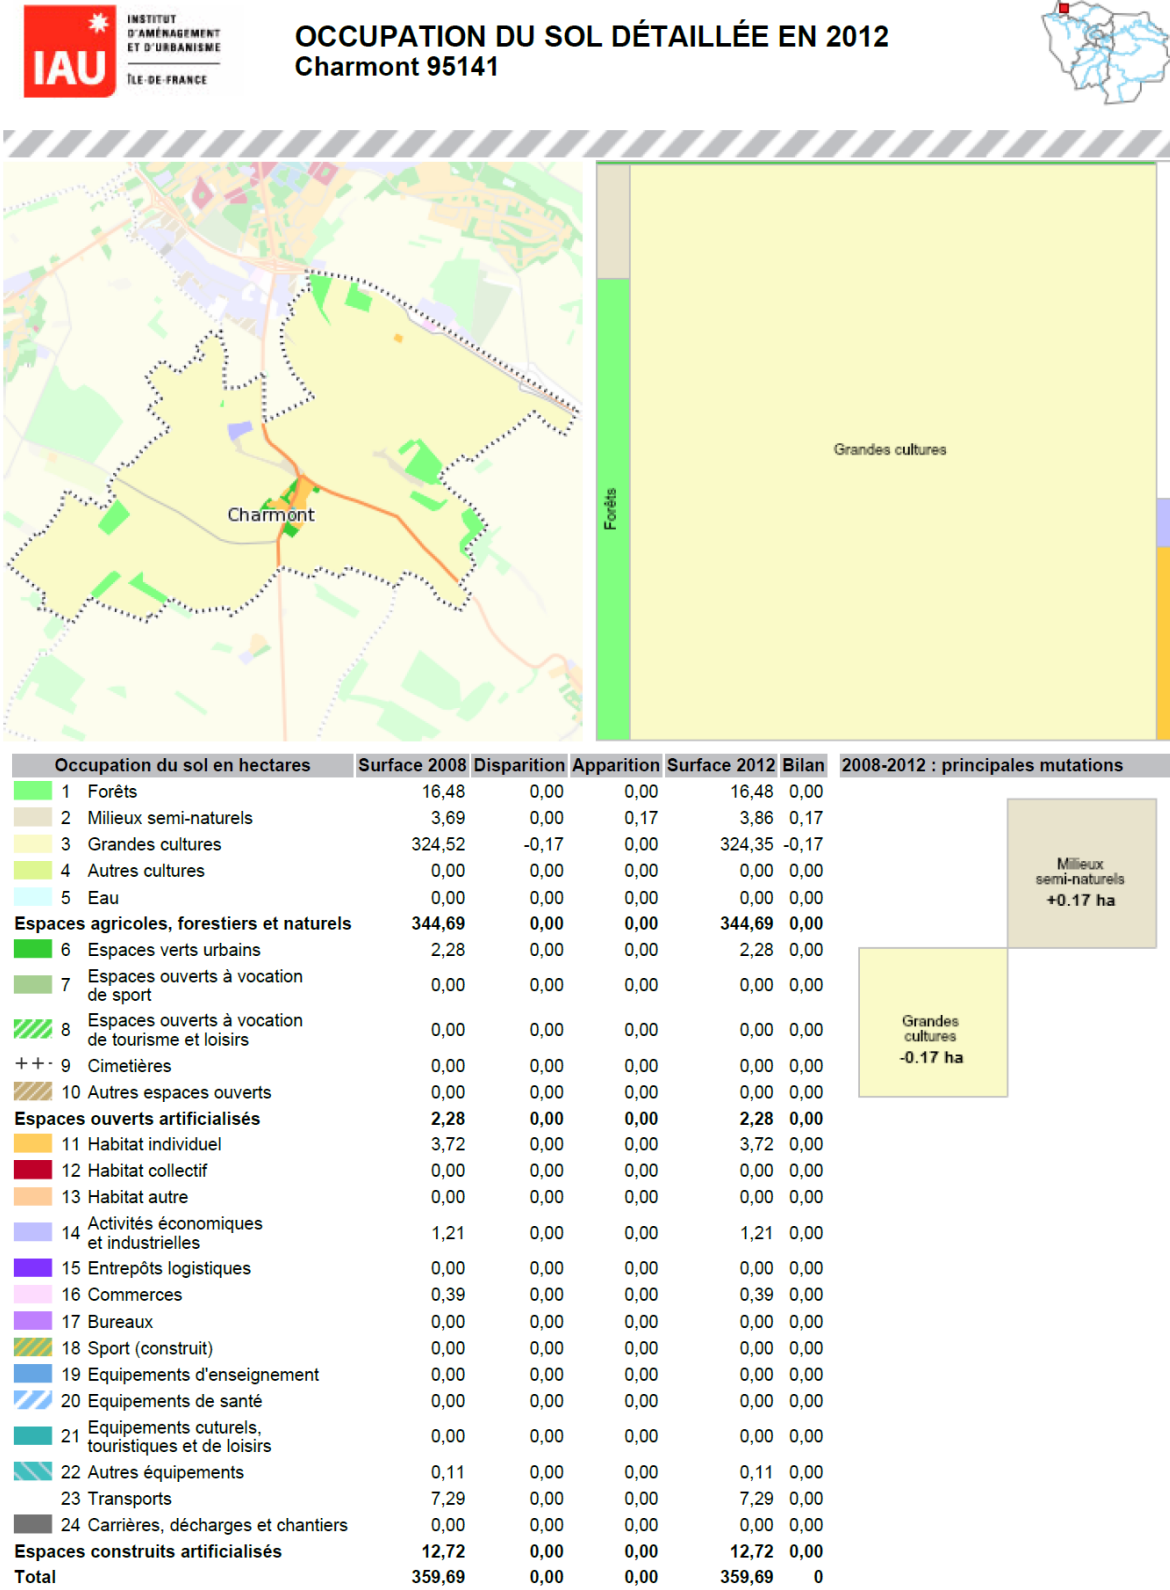 INSTITUT
D'AMÉNAGEMENT
ET D'URBANISME
IAU
ÎLE-DE-FRANCE
OCCUPATION DU SOL DÉTAILLÉE EN 2012
Charmont 95141
Charmont
Forêts
Grandes cultures
Occupation du sol en hectares Surface 2008 Disparition Apparition Surface 2012 Bilan
1 Forêts 16,48 0,00 0,00 16,48 0,00
2 Milieux semi-naturels 3,69 0,00 0,17 3,86 0,17
3 Grandes cultures 324,52 -0,17 0,00 324,35 -0,17
4 Autres cultures 0,00 0,00 0,00 0,00 0,00
5 Eau 0,00 0,00 0,00 0,00 0,00
Espaces agricoles, forestiers et naturels 344,69 0,00 0,00 344,69 0,00
6 Espaces verts urbains 2,28 0,00 0,00 2,28 0,00
7 Espaces ouverts à vocation
de sport 0,00 0,00 0,00 0,00 0,00
8 Espaces ouverts à vocation
de tourisme et loisirs 0,00 0,00 0,00 0,00 0,00
9 Cimetières 0,00 0,00 0,00 0,00 0,00
10 Autres espaces ouverts 0,00 0,00 0,00 0,00 0,00
Espaces ouverts artificialisés 2,28 0,00 0,00 2,28 0,00
11 Habitat individuel 3,72 0,00 0,00 3,72 0,00
12 Habitat collectif 0,00 0,00 0,00 0,00 0,00
13 Habitat autre 0,00 0,00 0,00 0,00 0,00
14 Activités économiques
et industrielles 1,21 0,00 0,00 1,21 0,00
15 Entrepôts logistiques 0,00 0,00 0,00 0,00 0,00
16 Commerces 0,39 0,00 0,00 0,39 0,00
17 Bureaux 0,00 0,00 0,00 0,00 0,00
18 Sport (construit) 0,00 0,00 0,00 0,00 0,00
19 Equipements d'enseignement 0,00 0,00 0,00 0,00 0,00
20 Equipements de santé 0,00 0,00 0,00 0,00 0,00
21 Equipements cuturels,
touristiques et de loisirs 0,00 0,00 0,00 0,00 0,00
22 Autres équipements 0,11 0,00 0,00 0,11 0,00
23 Transports 7,29 0,00 0,00 7,29 0,00
24 Carrières, décharges et chantiers 0,00 0,00 0,00 0,00 0,00
Espaces construits artificialisés 12,72 0,00 0,00 12,72 0,00
Total 359,69 0,00 0,00 359,69 0
2008-2012 : principales mutations
Milieux
semi-naturels
+0.17 ha
Grandes
cultures
-0.17 ha